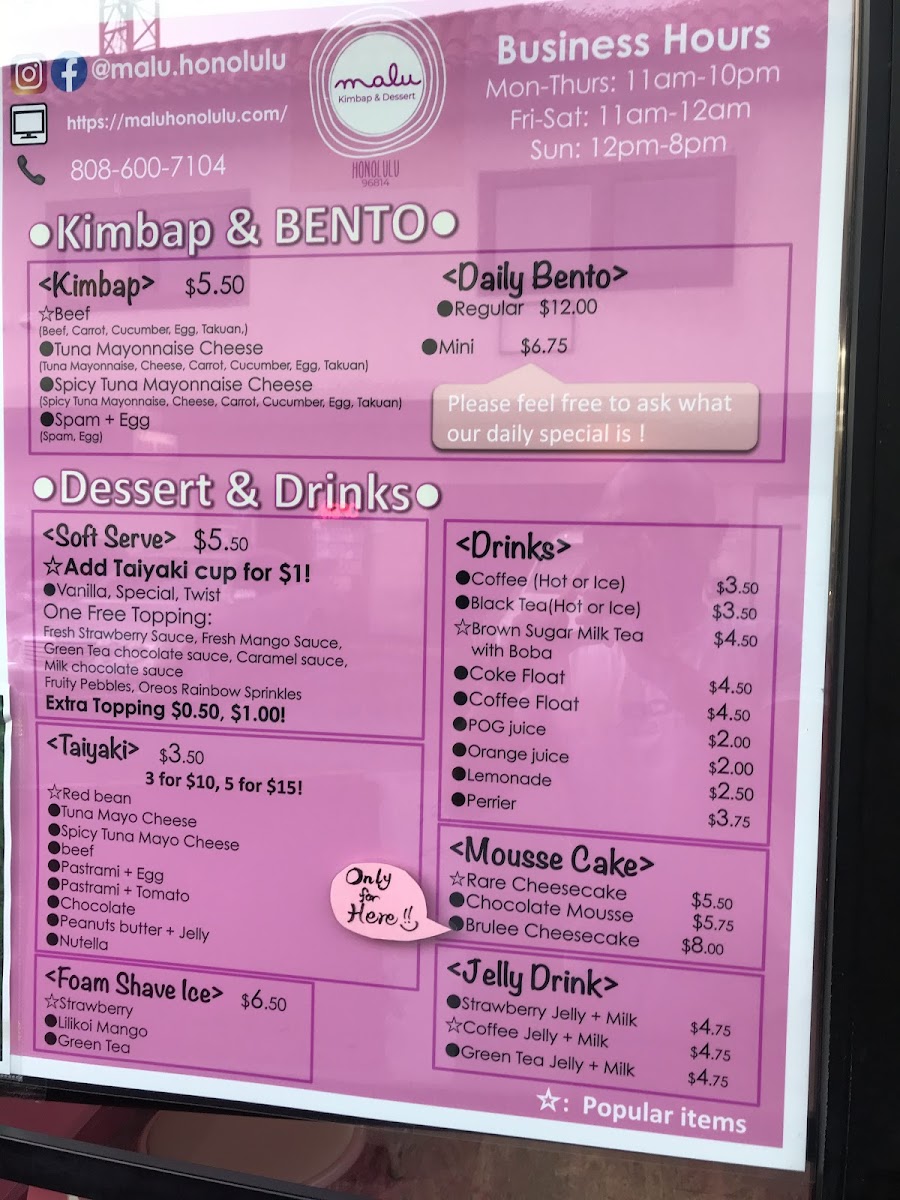 @malu.honolulu
https://maluhonolulu.com/
808-600-7104
malu
Kimbap & Dessert
HONOLULU
96814
Business Hours
Mon-Thurs: 11am-10pm
Fri-Sat: 11am-12am
Sun: 12pm-8pm
●Kimbap & BENTO●
<Kimbap> $5.50
☆Beef
(Beef, Carrot, Cucumber, Egg, Takuan,)
●Tuna Mayonnaise Cheese
(Tuna Mayonnaise, Cheese, Carrot, Cucumber, Egg, Takuan)
●Spicy Tuna Mayonnaise Cheese
(Spicy Tuna Mayonnaise, Cheese, Carrot, Cucumber, Egg, Takuan)
●Spam + Egg
(Spam, Egg)
<Daily Bento>
●Regular $12.00
●Mini $6.75
Please feel free to ask what
our daily special is !
●Dessert & Drinks●
<Soft Serve> $5.50
☆Add Taiyaki cup for $1!
●Vanilla, Special, Twist
One Free Topping:
Fresh Strawberry Sauce, Fresh Mango Sauce,
Green Tea chocolate sauce, Caramel sauce,
Milk chocolate sauce
Fruity Pebbles, Oreos Rainbow Sprinkles
Extra Topping $0.50, $1.00!
<Taiyaki> $3.50
3 for $10, 5 for $15!
☆Red bean
●Tuna Mayo Cheese
●Spicy Tuna Mayo Cheese
●beef
●Pastrami + Egg
●Pastrami + Tomato
●Chocolate
●Peanuts butter + Jelly
●Nutella
<Foam Shave Ice> $6.50
☆Strawberry
●Lilikoi Mango
●Green Tea
<Drinks>
●Coffee (Hot or Ice) $3.50
●Black Tea(Hot or Ice) $3.50
☆Brown Sugar Milk Tea $4.50
with Boba
●Coke Float $4.50
●Coffee Float $4.50
●POG juice $2.00
●Orange juice $2.00
●Lemonade $2.50
●Perrier $3.75
<Mousse Cake>
☆Rare Cheesecake $5.50
●Chocolate Mousse $5.75
●Brulee Cheesecake $8.00
Only
for
Here!!
<Jelly Drink>
●Strawberry Jelly + Milk $4.75
☆Coffee Jelly + Milk $4.75
●Green Tea Jelly + Milk $4.75
☆: Popular items